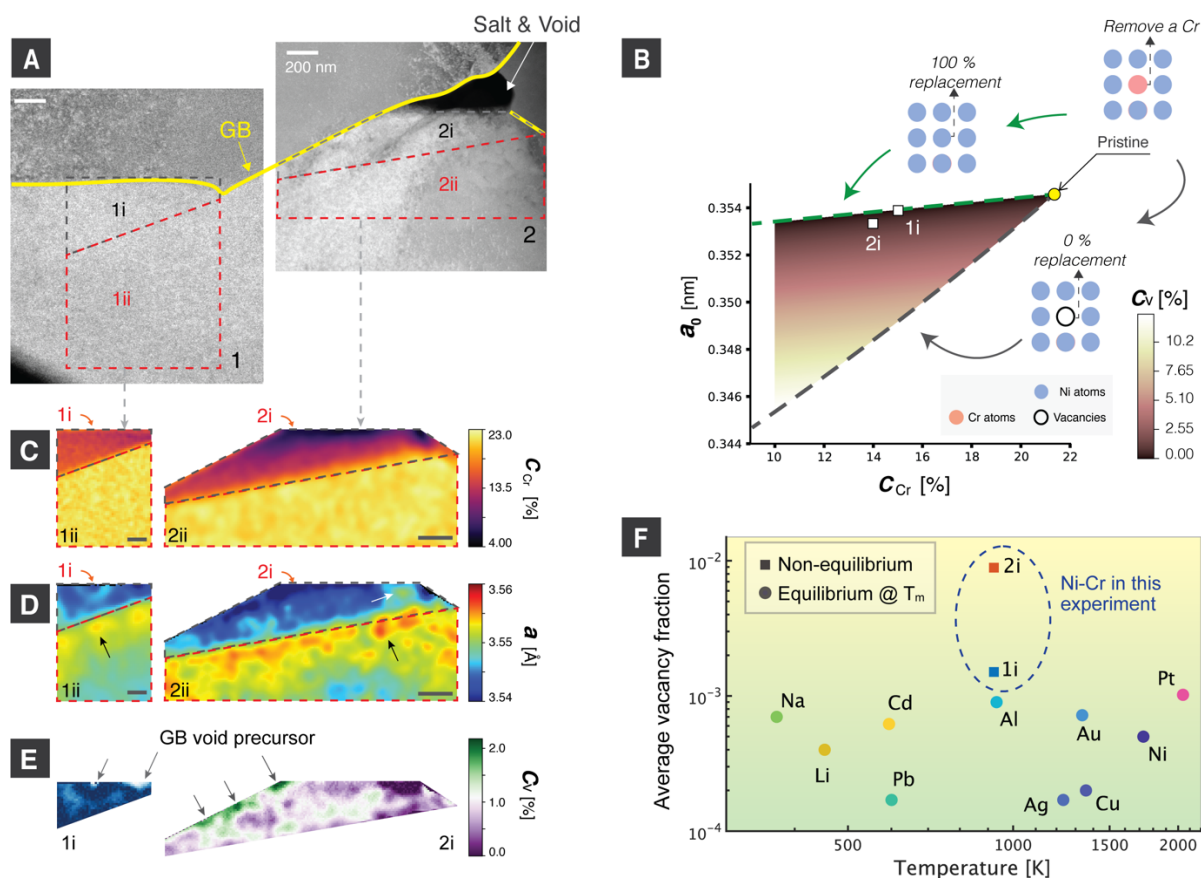 A
Salt & Void
200 nm
GB
1i
1ii
1
2i
2ii
2
B
100 %
replacement
Remove a Cr
Pristine
0 %
replacement
a₀ [nm]
0.354
0.352
0.350
0.348
0.346
0.344
1i
2i
10 12 14 16 18 20 22
C_Cr [%]
Ni atoms
Cr atoms
Vacancies
C_V [%]
10.2
7.65
5.10
2.55
0.00
C
1i
2i
1ii
2ii
23.0
13.5
4.00
C_Cr [%]
D
1i
2i
1ii
2ii
3.56
3.55
3.54
a [Å]
E
GB void precursor
1i
2i
2.0
1.0
0.0
C_V [%]
F
Non-equilibrium
Equilibrium @ Tₘ
Ni-Cr in this
experiment
2i
1i
Na
Li
Cd
Pb
Al
Au
Ag
Cu
Ni
Pt
Average vacancy fraction
10⁻²
10⁻³
10⁻⁴
500 1000 1500 2000
Temperature [K]